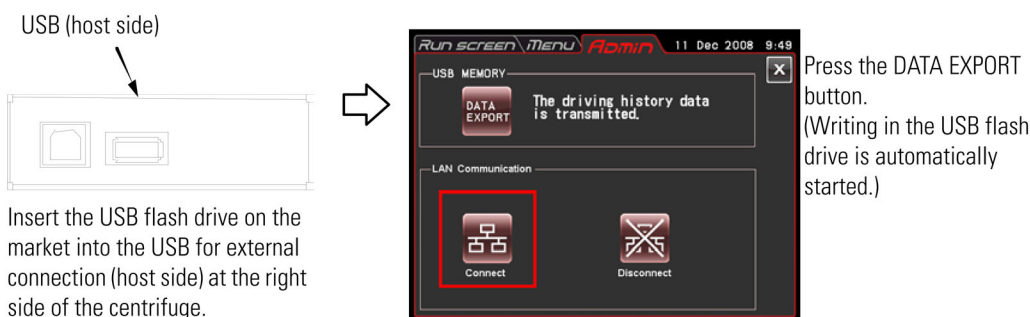 USB (host side)
Insert the USB flash drive on the
market into the USB for external
connection (host side) at the right
side of the centrifuge.
Run screen Menu Admin 11 Dec 2008 9:49
USB MEMORY
X
DATA
EXPORT
The driving history data
is transmitted.
LAN Communication
Connect
Disconnect
Press the DATA EXPORT
button.
(Writing in the USB flash
drive is automatically
started.)